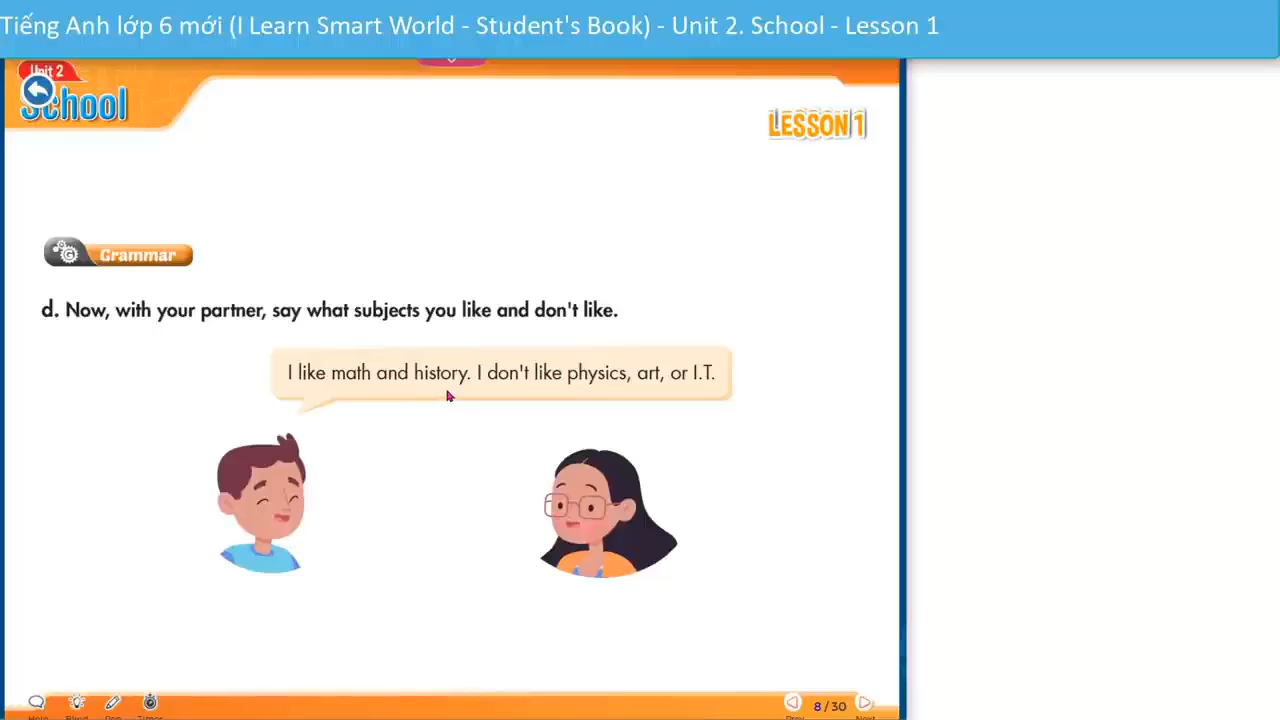 Tiếng Anh lớp 6 mới (I Learn Smart World - Student's Book) - Unit 2. School - Lesson 1
Unit 2
School
LESSON 1
Grammar
d. Now, with your partner, say what subjects you like and don't like.
I like math and history. I don't like physics, art, or I.T.
8 / 30